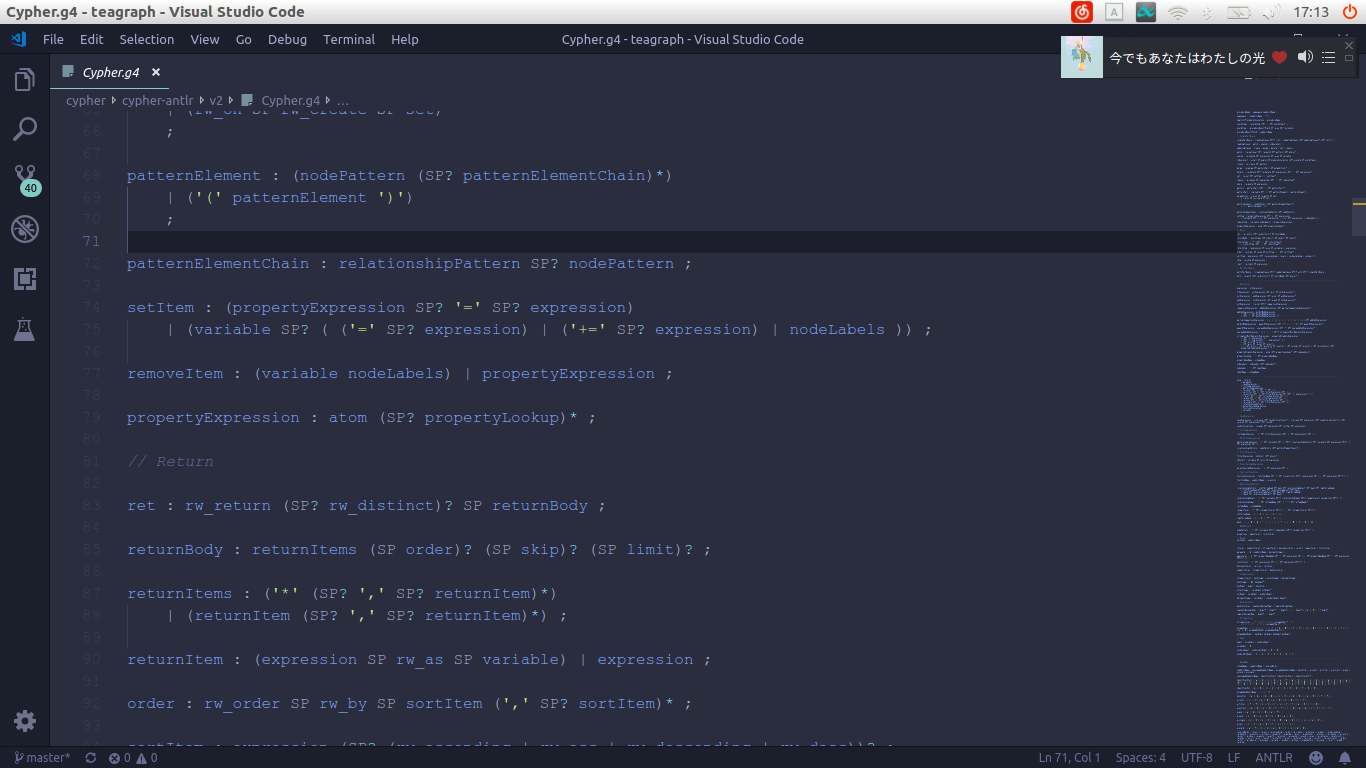 Cypher.g4 - teagraph - Visual Studio Code
A
17:13
File Edit Selection View Go Debug Terminal Help
Cypher.g4 - teagraph - Visual Studio Code
今でもあなたはわたしの光
Cypher.g4 ×
cypher cypher-antlr v2 Cypher.g4 ...
| (rw_on SP rw_create SP set)
66 ;
67
68 patternElement : (nodePattern (SP? patternElementChain)*)
69 | ('(' patternElement ')')
70 ;
71
72 patternElementChain : relationshipPattern SP? nodePattern ;
73
74 setItem : (propertyExpression SP? '=' SP? expression)
75 | (variable SP? ( ('=' SP? expression) | ('+=' SP? expression) | nodeLabels )) ;
76
77 removeItem : (variable nodeLabels) | propertyExpression ;
78
79 propertyExpression : atom (SP? propertyLookup)* ;
80
81 // Return
82
83 ret : rw_return (SP? rw_distinct)? SP returnBody ;
84
85 returnBody : returnItems (SP order)? (SP skip)? (SP limit)? ;
86
87 returnItems : ('*' (SP? ',' SP? returnItem)*)
88 | (returnItem (SP? ',' SP? returnItem)*) ;
89
90 returnItem : (expression SP rw_as SP variable) | expression ;
91
92 order : rw_order SP rw_by SP sortItem (',' SP? sortItem)* ;
93
40
master* 0 0 Ln 71, Col 1 Spaces: 4 UTF-8 LF ANTLR